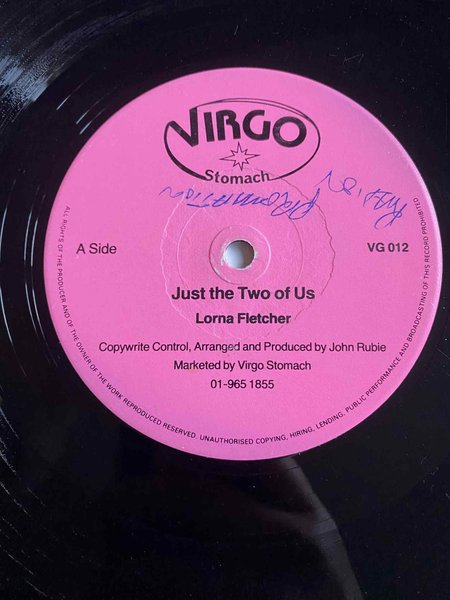 VIRGO
Stomach
A Side
VG 012
Just the Two of Us
Lorna Fletcher
Copywrite Control, Arranged and Produced by John Rubie
Marketed by Virgo Stomach
01-965 1855
ALL RIGHTS OF THE PRODUCER AND OF THE OWNER OF THE WORK REPRODUCED RESERVED. UNAUTHORISED COPYING, HIRING, LENDING, PUBLIC PERFORMANCE AND BROADCASTING OF THIS RECORD PROHIBITED